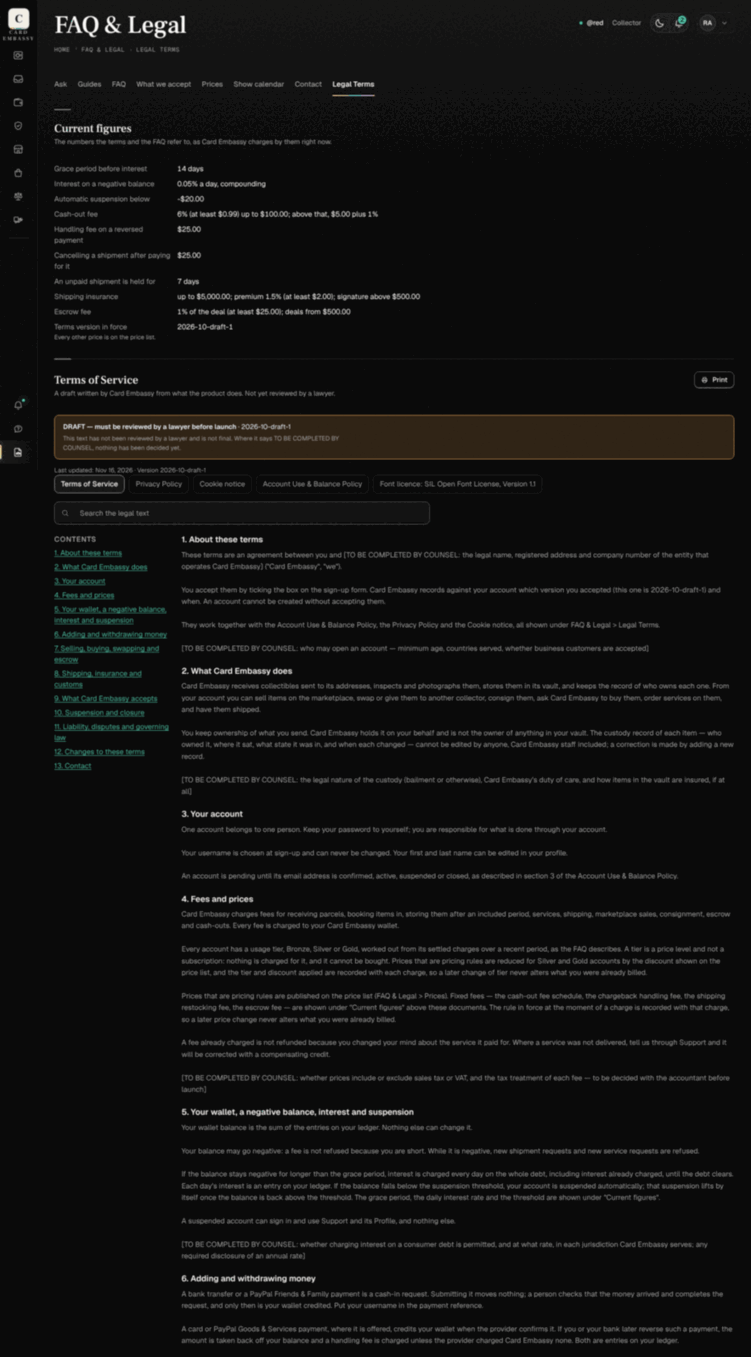 C
CARD
EMBASSY
FAQ & Legal
@red Collector
2
RA
HOME · FAQ & LEGAL · LEGAL TERMS
Ask Guides FAQ What we accept Prices Show calendar Contact Legal Terms
Current figures
The numbers the terms and the FAQ refer to, as Card Embassy charges by them right now.
Grace period before interest 14 days
Interest on a negative balance 0.05% a day, compounding
Automatic suspension below -$20.00
Cash-out fee 6% (at least $0.99) up to $100.00; above that, $5.00 plus 1%
Handling fee on a reversed payment $25.00
Cancelling a shipment after paying for it $25.00
An unpaid shipment is held for 7 days
Shipping insurance up to $5,000.00; premium 1.5% (at least $2.00); signature above $500.00
Escrow fee 1% of the deal (at least $25.00); deals from $500.00
Terms version in force 2026-10-draft-1
Every other price is on the price list.
Terms of Service
Print
A draft written by Card Embassy from what the product does. Not yet reviewed by a lawyer.
DRAFT — must be reviewed by a lawyer before launch · 2026-10-draft-1
This text has not been reviewed by a lawyer and is not final. Where it says TO BE COMPLETED BY
COUNSEL, nothing has been decided yet.
Last updated: Nov 16, 2026 · Version 2026-10-draft-1
Terms of Service Privacy Policy Cookie notice Account Use & Balance Policy Font licence: SIL Open Font License, Version 1.1
Search the legal text
CONTENTS
1. About these terms
2. What Card Embassy does
3. Your account
4. Fees and prices
5. Your wallet, a negative balance,
interest and suspension
6. Adding and withdrawing money
7. Selling, buying, swapping and
escrow
8. Shipping, insurance and
customs
9. What Card Embassy accepts
10. Suspension and closure
11. Liability, disputes and governing
law
12. Changes to these terms
13. Contact
1. About these terms
These terms are an agreement between you and [TO BE COMPLETED BY COUNSEL: the legal name, registered address and company number of the entity that
operates Card Embassy] ("Card Embassy", "we").
You accept them by ticking the box on the sign-up form. Card Embassy records against your account which version you accepted (this one is 2026-10-draft-1) and
when. An account cannot be created without accepting them.
They work together with the Account Use & Balance Policy, the Privacy Policy and the Cookie notice, all shown under FAQ & Legal > Legal Terms.
[TO BE COMPLETED BY COUNSEL: who may open an account — minimum age, countries served, whether business customers are accepted]
2. What Card Embassy does
Card Embassy receives collectibles sent to its addresses, inspects and photographs them, stores them in its vault, and keeps the record of who owns each one. From
your account you can sell items on the marketplace, swap or give them to another collector, consign them, ask Card Embassy to buy them, order services on them,
and have them shipped.
You keep ownership of what you send. Card Embassy holds it on your behalf and is not the owner of anything in your vault. The custody record of each item — who
owned it, where it sat, what state it was in, and when each changed — cannot be edited by anyone, Card Embassy staff included; a correction is made by adding a new
record.
[TO BE COMPLETED BY COUNSEL: the legal nature of the custody (bailment or otherwise), Card Embassy's duty of care, and how items in the vault are insured, if at
all]
3. Your account
One account belongs to one person. Keep your password to yourself; you are responsible for what is done through your account.
Your username is chosen at sign-up and can never be changed. Your first and last name can be edited in your profile.
An account is pending until its email address is confirmed, active, suspended or closed, as described in section 3 of the Account Use & Balance Policy.
4. Fees and prices
Card Embassy charges fees for receiving parcels, booking items in, storing them after an included period, services, shipping, marketplace sales, consignment, escrow
and cash-outs. Every fee is charged to your Card Embassy wallet.
Every account has a usage tier, Bronze, Silver or Gold, worked out from its settled charges over a recent period, as the FAQ describes. A tier is a price level and not a
subscription: nothing is charged for it, and it cannot be bought. Prices that are pricing rules are reduced for Silver and Gold accounts by the discount shown on the
price list, and the tier and discount applied are recorded with each charge, so a later change of tier never alters what you were already billed.
Prices that are pricing rules are published on the price list (FAQ & Legal > Prices). Fixed fees — the cash-out fee schedule, the chargeback handling fee, the shipping
restocking fee, the escrow fee — are shown under "Current figures" above these documents. The rule in force at the moment of a charge is recorded with that charge,
so a later price change never alters what you were already billed.
A fee already charged is not refunded because you changed your mind about the service it paid for. Where a service was not delivered, tell us through Support and it
will be corrected with a compensating credit.
[TO BE COMPLETED BY COUNSEL: whether prices include or exclude sales tax or VAT, and the tax treatment of each fee — to be decided with the accountant before
launch]
5. Your wallet, a negative balance, interest and suspension
Your wallet balance is the sum of the entries on your ledger. Nothing else can change it.
Your balance may go negative: a fee is not refused because you are short. While it is negative, new shipment requests and new service requests are refused.
If the balance stays negative for longer than the grace period, interest is charged every day on the whole debt, including interest already charged, until the debt clears.
Each day's interest is an entry on your ledger. If the balance falls below the suspension threshold, your account is suspended automatically; that suspension lifts by
itself once the balance is back above the threshold. The grace period, the daily interest rate and the threshold are shown under "Current figures".
A suspended account can sign in and use Support and its Profile, and nothing else.
[TO BE COMPLETED BY COUNSEL: whether charging interest on a consumer debt is permitted, and at what rate, in each jurisdiction Card Embassy serves; any
required disclosure of an annual rate]
6. Adding and withdrawing money
A bank transfer or a PayPal Friends & Family payment is a cash-in request. Submitting it moves nothing; a person checks that the money arrived and completes the
request, and only then is your wallet credited. Put your username in the payment reference.
A card or PayPal Goods & Services payment, where it is offered, credits your wallet when the provider confirms it. If you or your bank later reverse such a payment, the
amount is taken back off your balance and a handling fee is charged unless the provider charged Card Embassy none. Both are entries on your ledger.